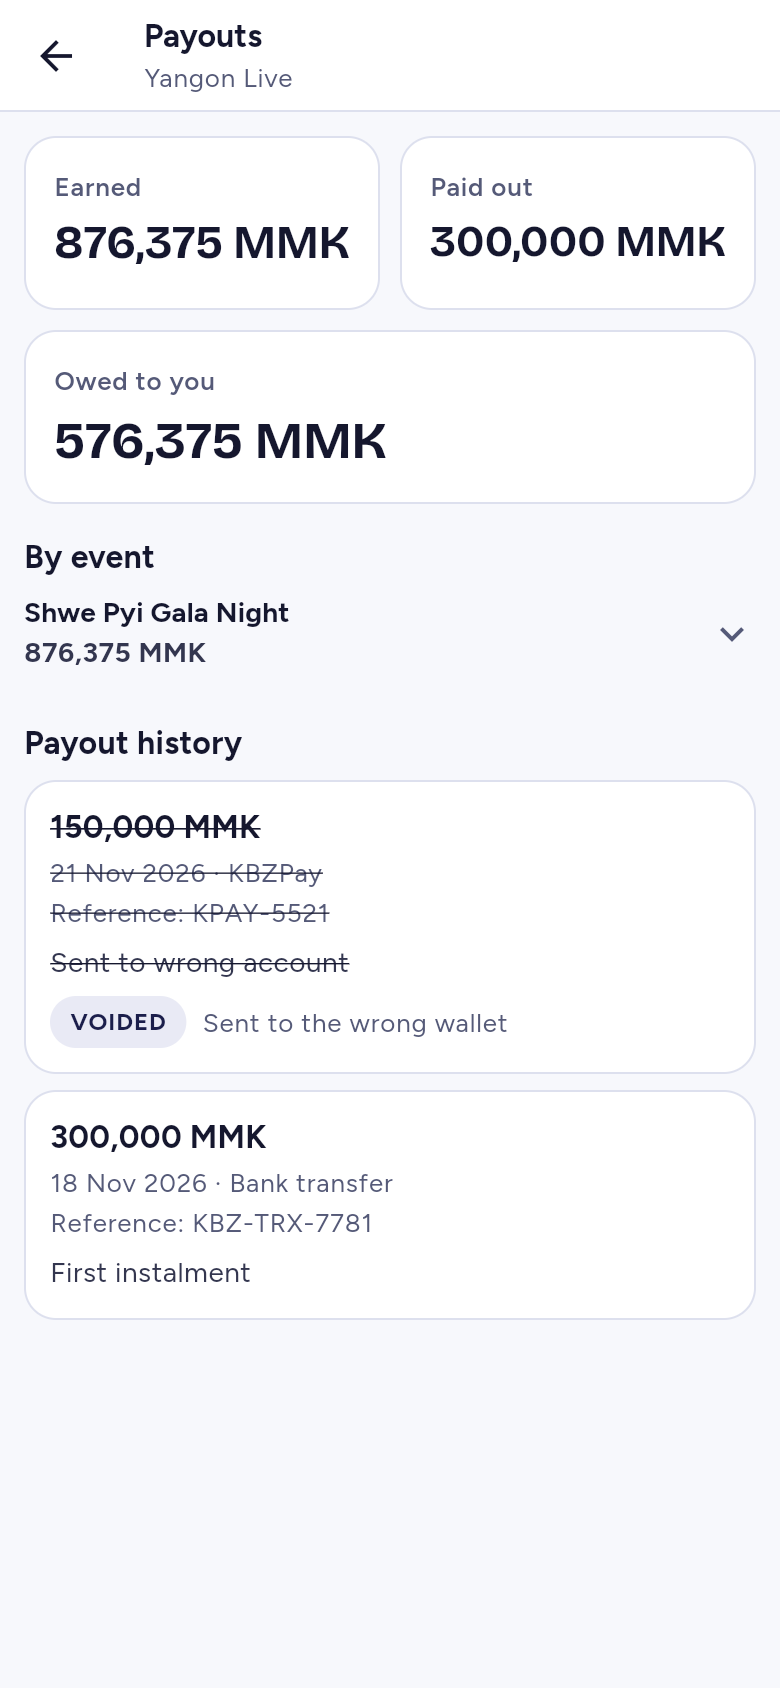 Payouts
Yangon Live
Earned
876,375 MMK
Paid out
300,000 MMK
Owed to you
576,375 MMK
By event
Shwe Pyi Gala Night
876,375 MMK
Payout history
150,000 MMK
21 Nov 2026 · KBZPay
Reference: KPAY-5521
Sent to wrong account
VOIDED Sent to the wrong wallet
300,000 MMK
18 Nov 2026 · Bank transfer
Reference: KBZ-TRX-7781
First instalment